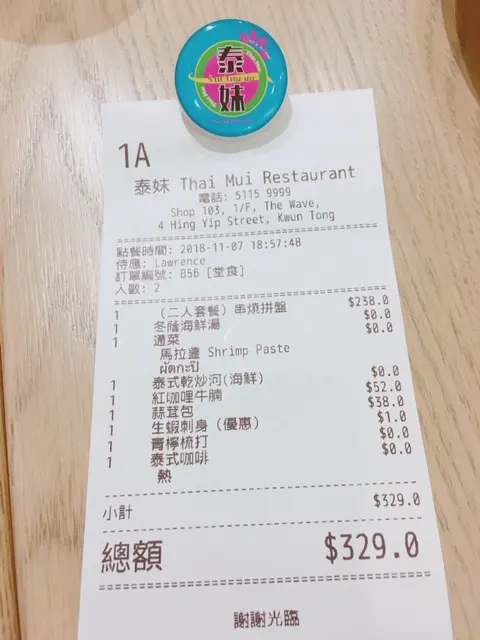 泰妹
1A
泰妹 Thai Mui Restaurant
電話: 5115 9999
Shop 103, 1/F, The Wave,
4 Hing Yip Street, Kwun Tong
點餐時間: 2018-11-07 18:57:48
侍應: Lawrence
訂單編號: B56 [堂食]
人數: 2
1 (二人套餐) 串燒拼盤 $238.0
1 冬蔭海鮮湯 $0.0
1 通菜 $0.0
馬拉盞 Shrimp Paste
ผัดกะปิ
1 泰式乾炒河(海鮮) $0.0
1 紅咖哩牛腩 $52.0
1 蒜茸包 $38.0
1 生蝦刺身 (優惠) $1.0
1 青檸梳打 $0.0
1 泰式咖啡 $0.0
熱
小計 $329.0
總額 $329.0
謝謝光臨